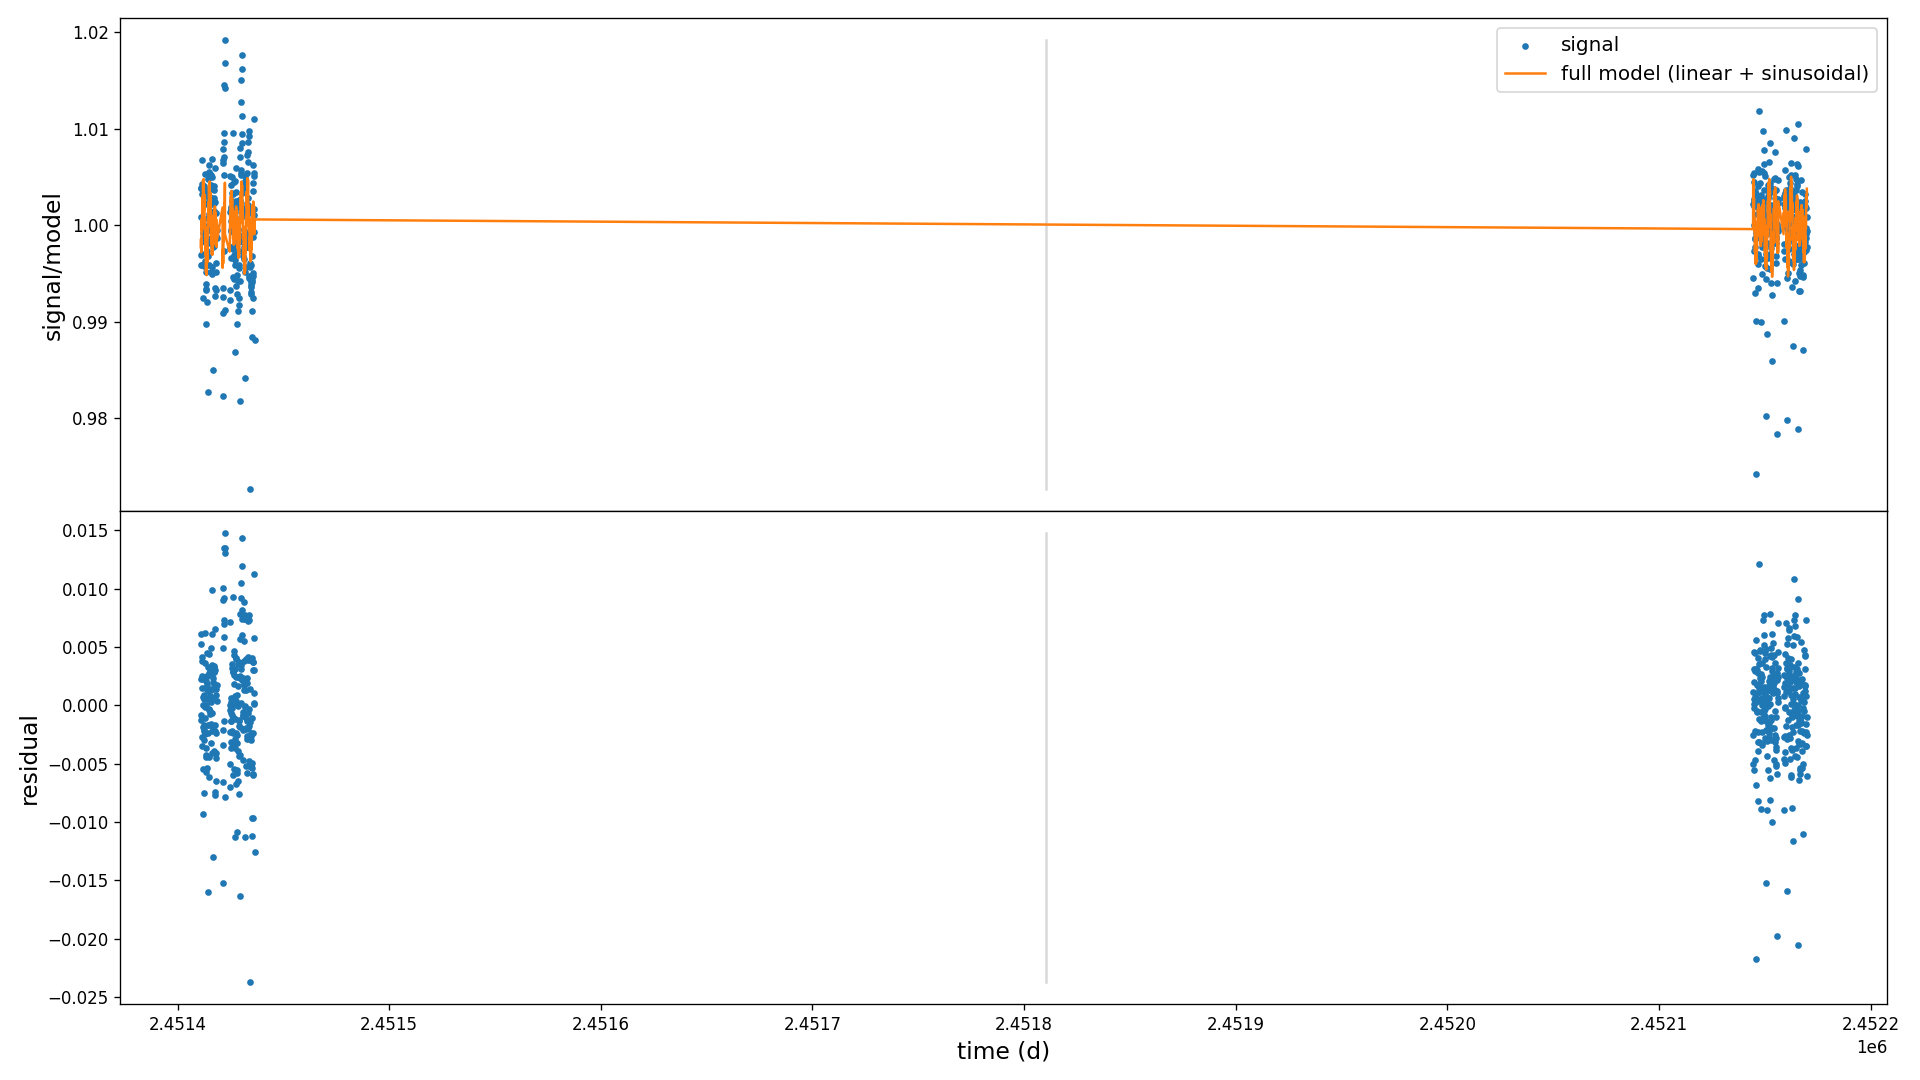 1.02
1.01
1.00
0.99
0.98
signal/model
signal
full model (linear + sinusoidal)
0.015
0.010
0.005
0.000
−0.005
−0.010
−0.015
−0.020
−0.025
residual
2.4514 2.4515 2.4516 2.4517 2.4518 2.4519 2.4520 2.4521 2.4522
1e6
time (d)